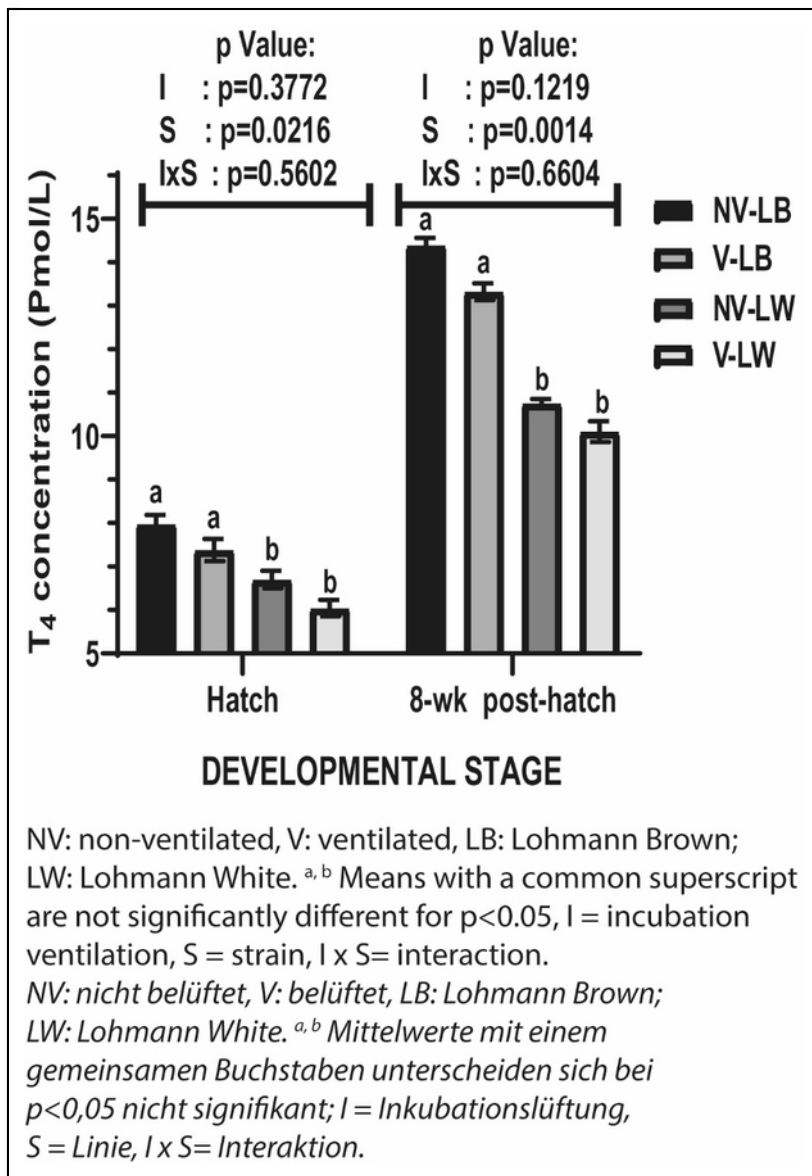 p Value:
I : p=0.3772
S : p=0.0216
IxS : p=0.5602
p Value:
I : p=0.1219
S : p=0.0014
IxS : p=0.6604
T₄ concentration (Pmol/L)
15
10
5
a
a
b
b
a
a
b
b
NV-LB
V-LB
NV-LW
V-LW
Hatch
8-wk post-hatch
DEVELOPMENTAL STAGE
NV: non-ventilated, V: ventilated, LB: Lohmann Brown;
LW: Lohmann White. a, b Means with a common superscript
are not significantly different for p<0.05, I = incubation
ventilation, S = strain, I x S= interaction.
NV: nicht belüftet, V: belüftet, LB: Lohmann Brown;
LW: Lohmann White. a, b Mittelwerte mit einem
gemeinsamen Buchstaben unterscheiden sich bei
p<0,05 nicht signifikant; I = Inkubationslüftung,
S = Linie, I x S= Interaktion.